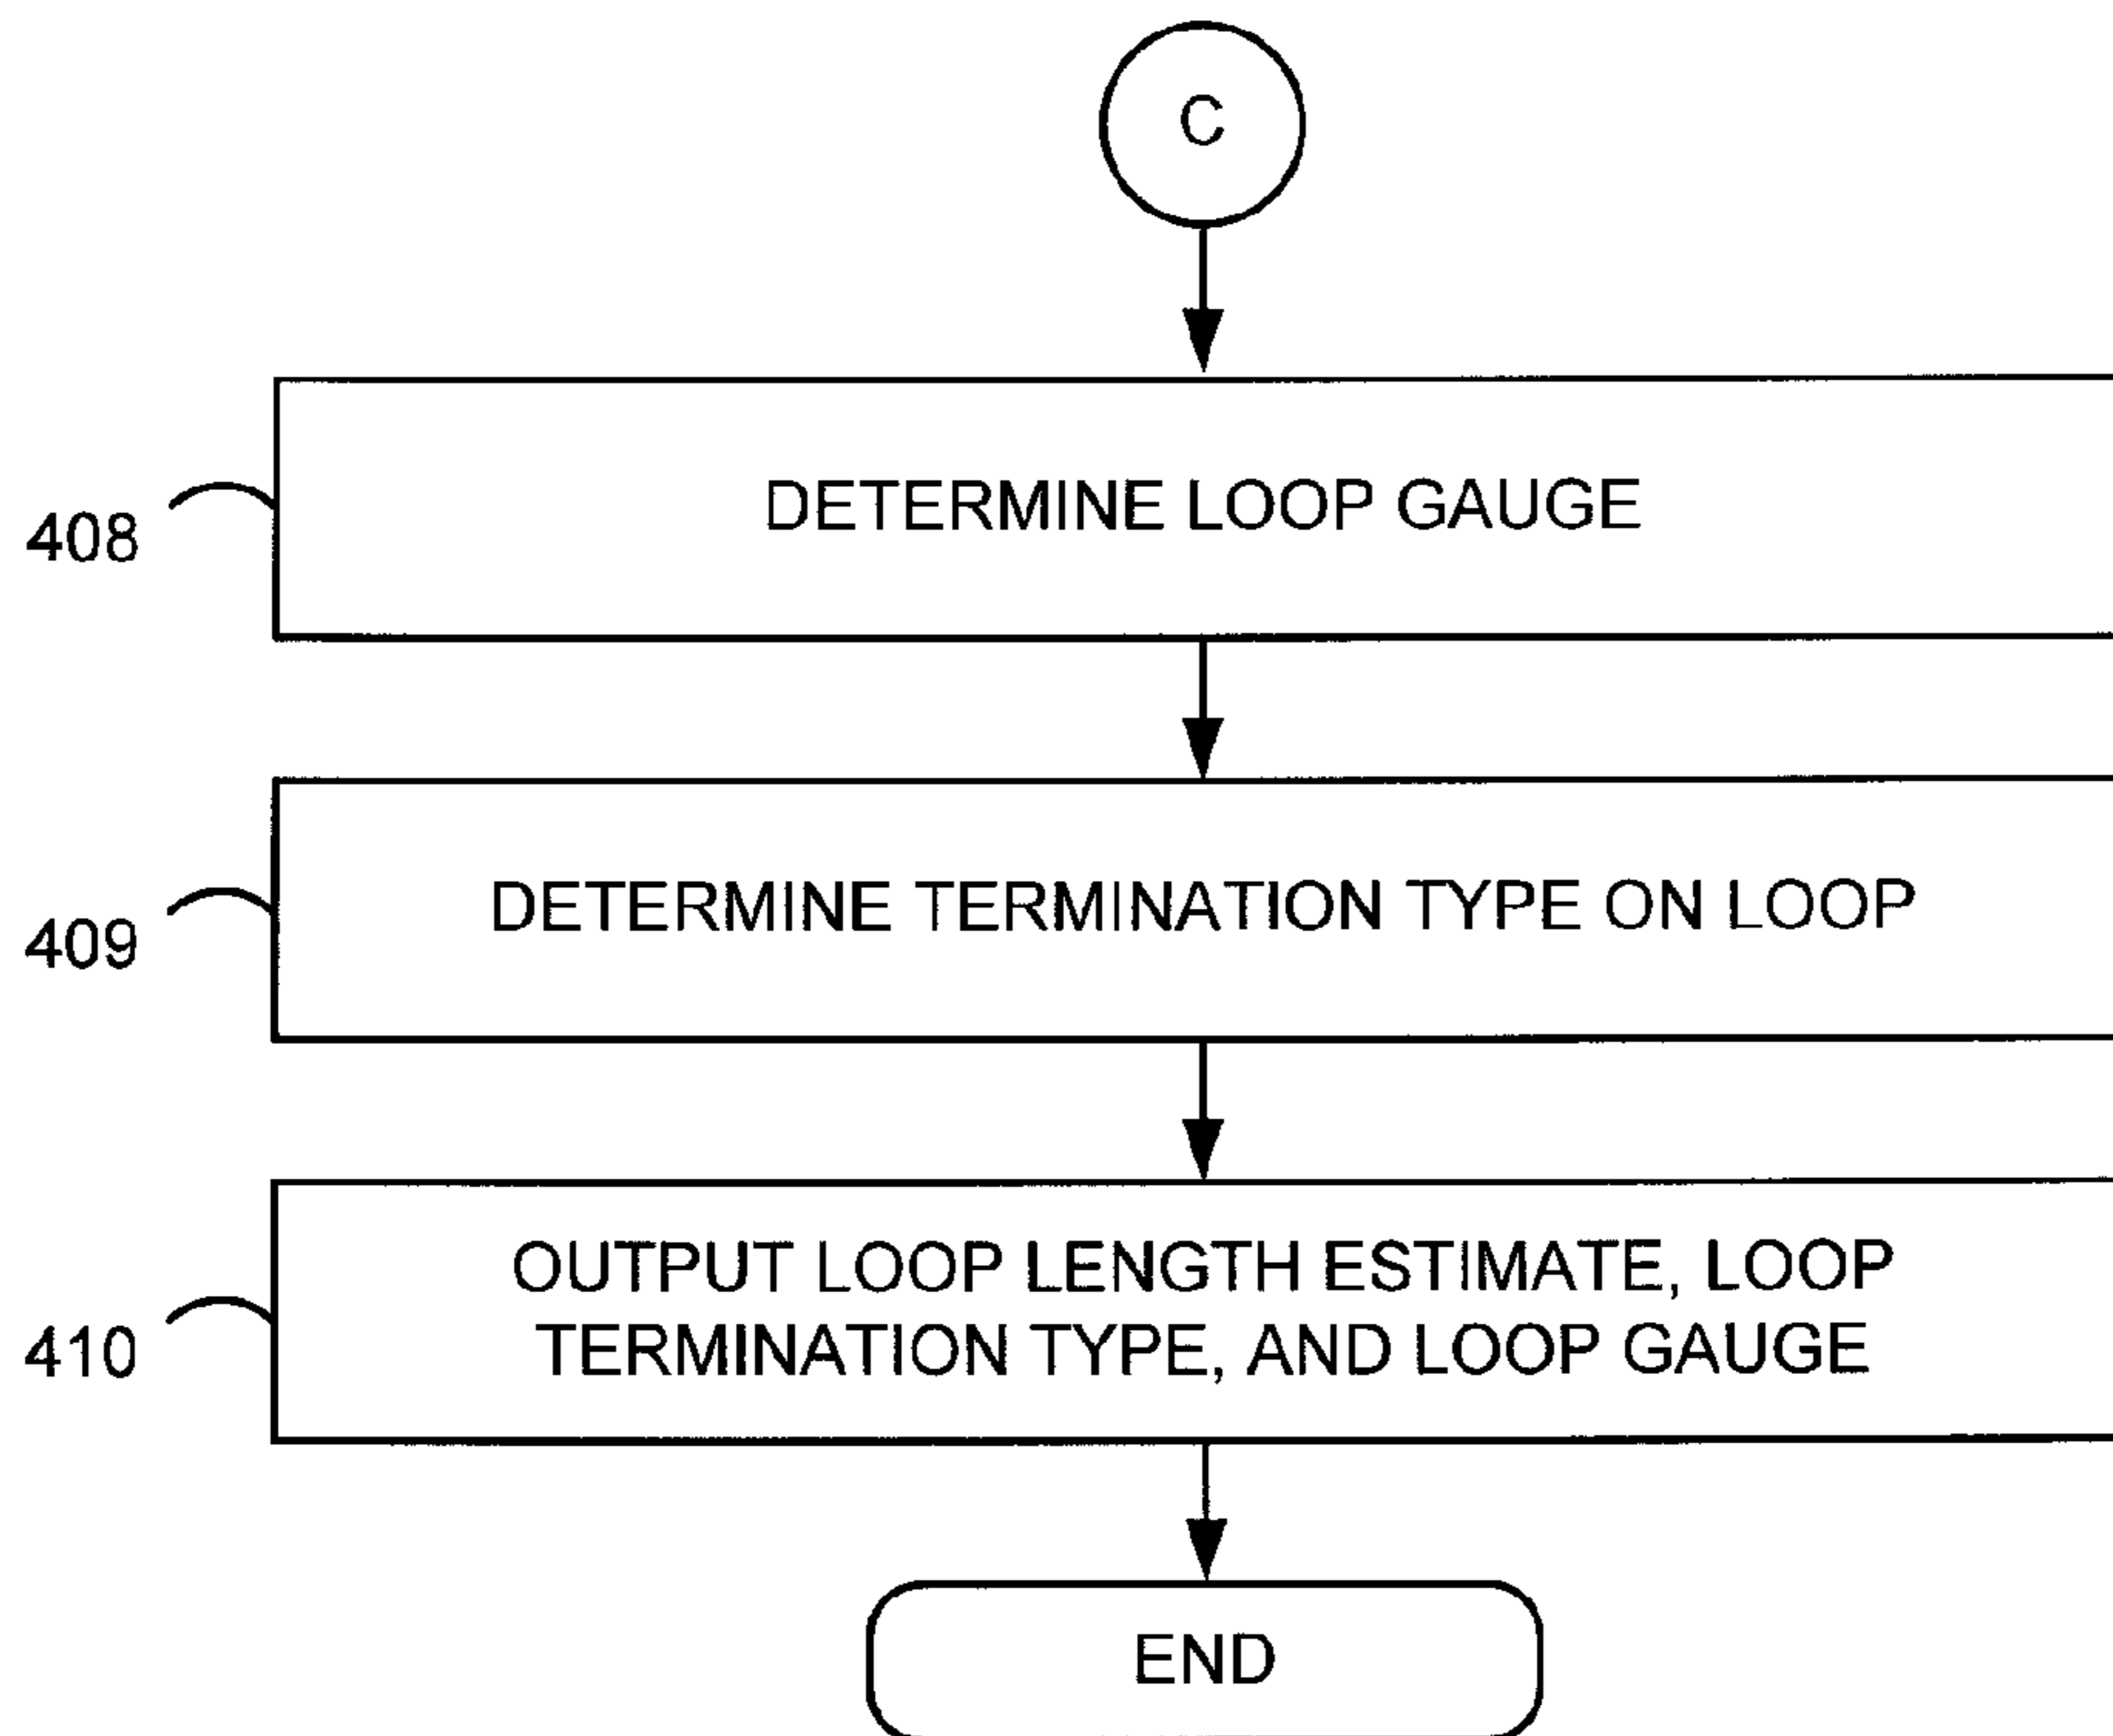 C
DETERMINE LOOP GAUGE
408
DETERMINE TERMINATION TYPE ON LOOP
409
OUTPUT LOOP LENGTH ESTIMATE, LOOP
TERMINATION TYPE, AND LOOP GAUGE
410
END